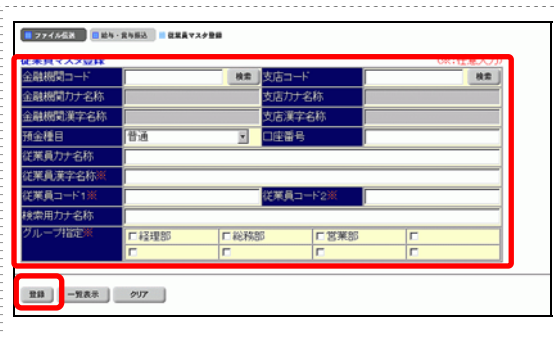 ファイル伝送 給与・賞与振込 従業員マスタ登録
従業員マスタ登録 (※:任意入力)
金融機関コード 検索 支店コード 検索
金融機関カナ名称 支店カナ名称
金融機関漢字名称 支店漢字名称
預金種目 普通 口座番号
従業員カナ名称
従業員漢字名称※
従業員コード1※ 従業員コード2※
検索用カナ名称
グループ指定※ 経理部 総務部 営業部
登録 一覧表示 クリア